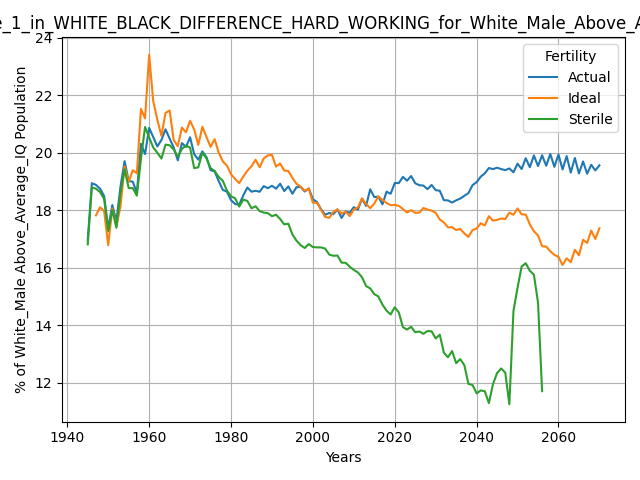 e_1_in_WHITE_BLACK_DIFFERENCE_HARD_WORKING_for_White_Male_Above_A
% of White_Male Above_Average_IQ Population
24
22
20
18
16
14
12
Fertility
Actual
Ideal
Sterile
1940
1960
1980
2000
2020
2040
2060
Years